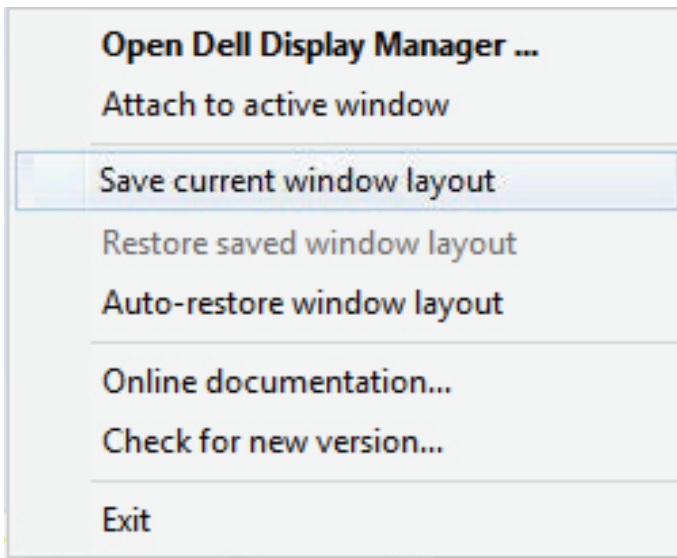 Open Dell Display Manager ...
Attach to active window
Save current window layout
Restore saved window layout
Auto-restore window layout
Online documentation...
Check for new version...
Exit